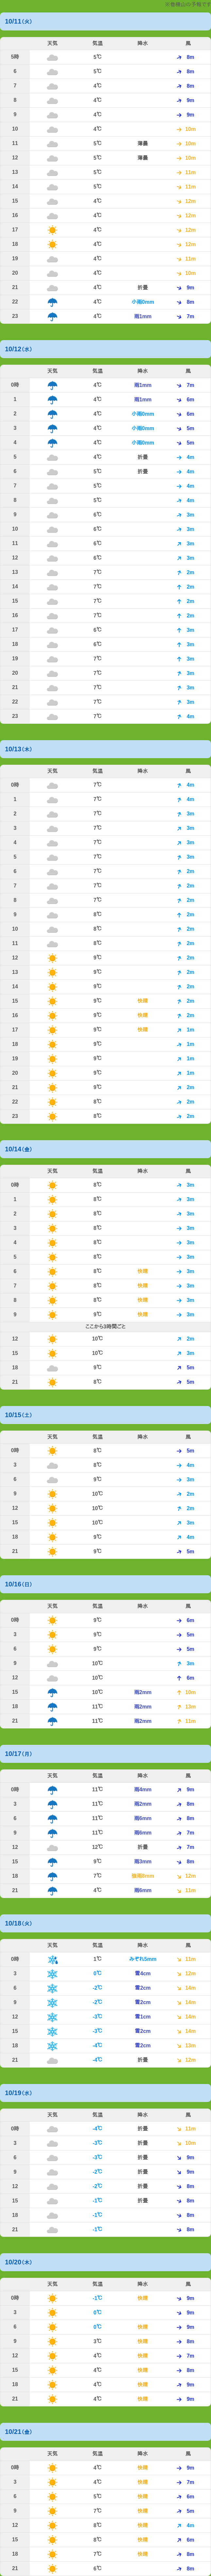 10/11(火)
天気 気温 降水 風
5時 5℃ 8m
6 5℃ 8m
7 4℃ 8m
8 4℃ 9m
9 4℃ 9m
10 4℃ 10m
11 5℃ 薄曇 10m
12 5℃ 薄曇 10m
13 5℃ 11m
14 5℃ 11m
15 4℃ 12m
16 4℃ 12m
17 4℃ 12m
18 4℃ 12m
19 4℃ 11m
20 4℃ 10m
21 4℃ 折曇 9m
22 4℃ 小雨0mm 8m
23 4℃ 雨1mm 7m
10/12(水)
天気 気温 降水 風
0時 4℃ 雨1mm 7m
1 4℃ 雨1mm 6m
2 4℃ 小雨0mm 6m
3 4℃ 小雨0mm 5m
4 4℃ 小雨0mm 5m
5 4℃ 折曇 4m
6 5℃ 折曇 4m
7 5℃ 4m
8 5℃ 4m
9 6℃ 3m
10 6℃ 3m
11 6℃ 3m
12 6℃ 3m
13 7℃ 2m
14 7℃ 2m
15 7℃ 2m
16 7℃ 2m
17 6℃ 3m
18 6℃ 3m
19 7℃ 3m
20 7℃ 3m
21 7℃ 3m
22 7℃ 3m
23 7℃ 4m
10/13(木)
天気 気温 降水 風
0時 7℃ 4m
1 7℃ 4m
2 7℃ 3m
3 7℃ 3m
4 7℃ 3m
5 7℃ 3m
6 7℃ 2m
7 7℃ 2m
8 7℃ 2m
9 8℃ 2m
10 8℃ 2m
11 8℃ 2m
12 9℃ 2m
13 9℃ 2m
14 9℃ 2m
15 9℃ 快晴 2m
16 9℃ 快晴 2m
17 9℃ 快晴 1m
18 9℃ 1m
19 9℃ 1m
20 9℃ 1m
21 9℃ 2m
22 8℃ 2m
23 8℃ 2m
10/14(金)
天気 気温 降水 風
0時 8℃ 3m
1 8℃ 3m
2 8℃ 3m
3 8℃ 3m
4 8℃ 3m
5 8℃ 3m
6 8℃ 快晴 3m
7 8℃ 快晴 3m
8 8℃ 快晴 3m
9 9℃ 快晴 3m
ここから3時間ごと
12 10℃ 2m
15 10℃ 3m
18 9℃ 5m
21 8℃ 5m
10/15(土)
天気 気温 降水 風
0時 8℃ 5m
3 8℃ 4m
6 9℃ 3m
9 10℃ 2m
12 10℃ 2m
15 10℃ 3m
18 9℃ 4m
21 9℃ 5m
10/16(日)
天気 気温 降水 風
0時 9℃ 6m
3 9℃ 5m
6 9℃ 5m
9 10℃ 3m
12 10℃ 6m
15 10℃ 雨2mm 10m
18 11℃ 雨2mm 13m
21 11℃ 雨2mm 11m
10/17(月)
天気 気温 降水 風
0時 11℃ 雨4mm 9m
3 11℃ 雨2mm 8m
6 11℃ 雨6mm 8m
9 11℃ 雨6mm 7m
12 12℃ 折曇 7m
15 9℃ 雨3mm 8m
18 7℃ 12m
21 4℃ 雨6mm 11m
10/18(火)
天気 気温 降水 風
0時 1℃ みぞれ5mm 11m
3 0℃ 雪4cm 12m
6 -2℃ 雪2cm 14m
9 -2℃ 雪2cm 14m
12 -3℃ 雪1cm 14m
15 -3℃ 雪2cm 14m
18 -4℃ 雪2cm 13m
21 -4℃ 折曇 12m
10/19(水)
天気 気温 降水 風
0時 -4℃ 折曇 11m
3 -3℃ 折曇 10m
6 -3℃ 折曇 9m
9 -2℃ 折曇 9m
12 -2℃ 折曇 8m
15 -1℃ 折曇 8m
18 -1℃ 8m
21 -1℃ 8m
10/20(木)
天気 気温 降水 風
0時 -1℃ 快晴 9m
3 0℃ 9m
6 0℃ 快晴 9m
9 3℃ 快晴 8m
12 4℃ 快晴 7m
15 4℃ 快晴 8m
18 4℃ 快晴 9m
21 4℃ 快晴 9m
10/21(金)
天気 気温 降水 風
0時 4℃ 快晴 9m
3 4℃ 快晴 7m
6 5℃ 快晴 6m
9 7℃ 快晴 5m
12 8℃ 快晴 4m
15 8℃ 快晴 6m
18 7℃ 快晴 8m
21 6℃ 8m